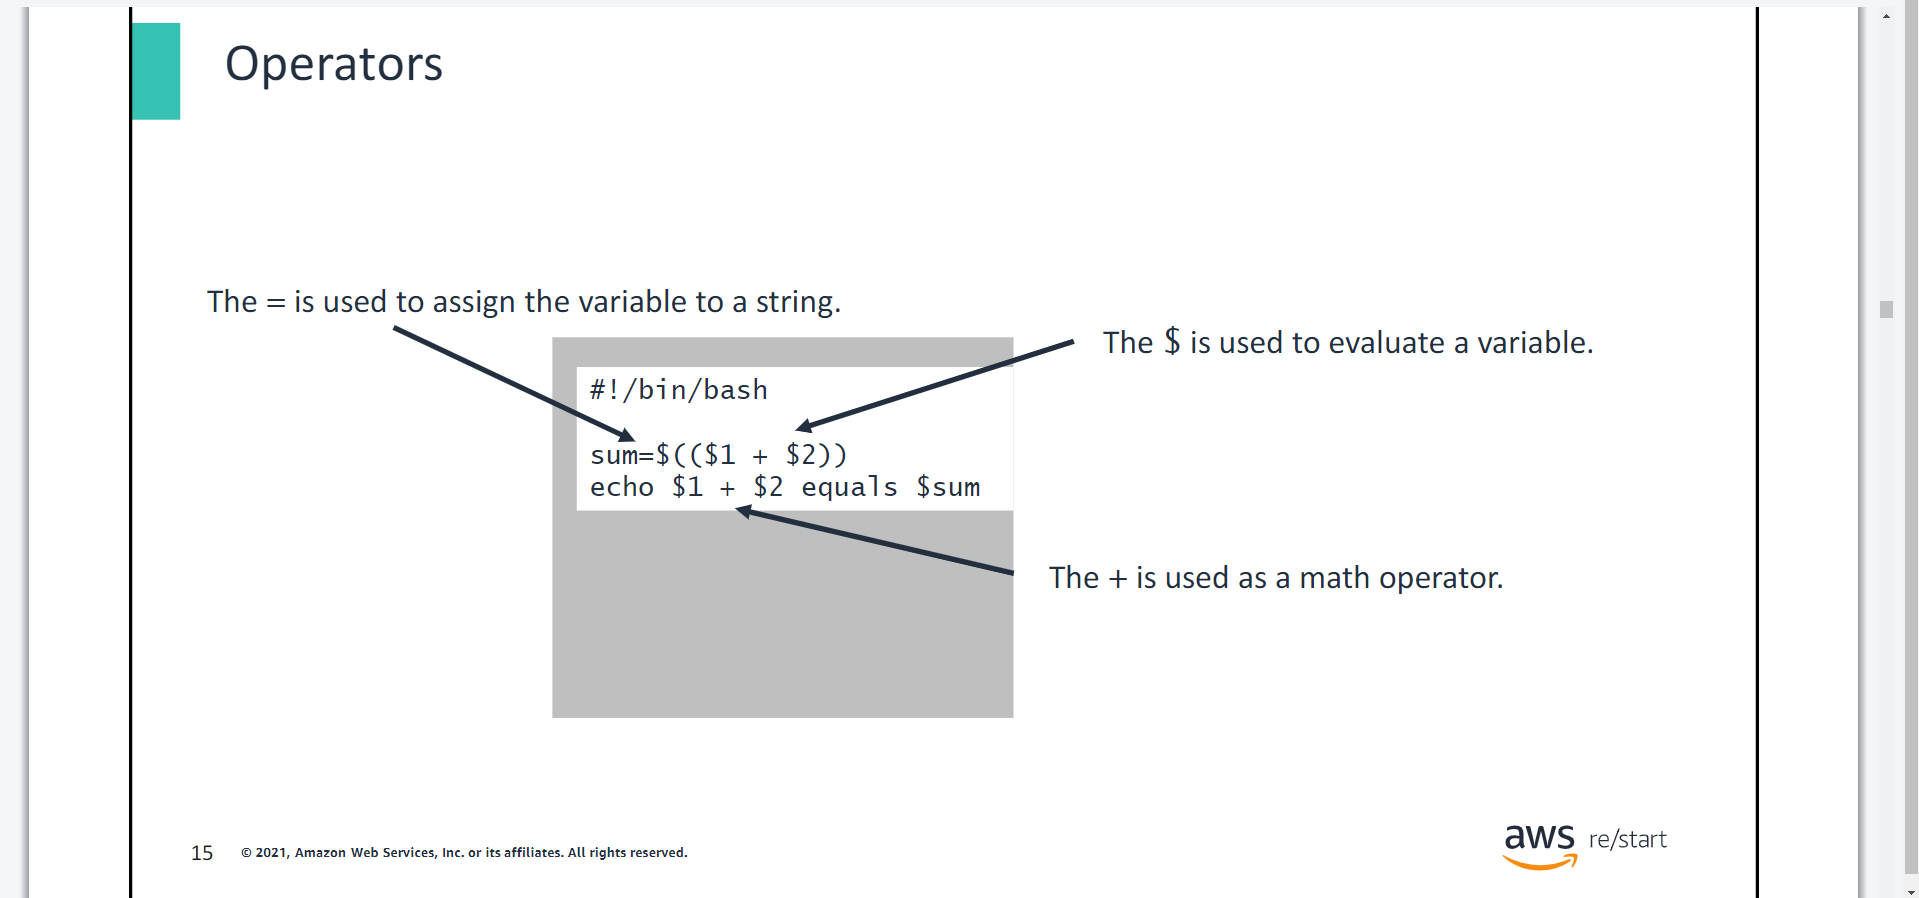 Operators
The = is used to assign the variable to a string.
The $ is used to evaluate a variable.
#!/bin/bash
sum=$(($1 + $2))
echo $1 + $2 equals $sum
The + is used as a math operator.
15 © 2021, Amazon Web Services, Inc. or its affiliates. All rights reserved.
aws re/start